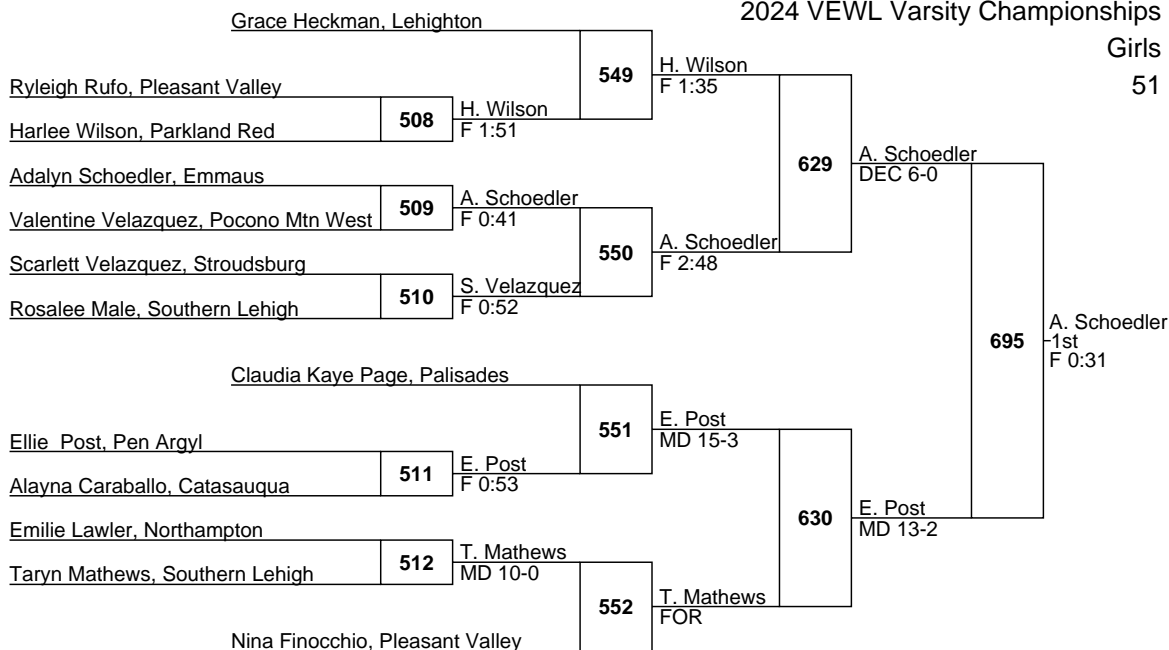 2024 VEWL Varsity Championships
Girls
51
Grace Heckman, Lehighton
549
H. Wilson
F 1:35
Ryleigh Rufo, Pleasant Valley
508
H. Wilson
F 1:51
Harlee Wilson, Parkland Red
629
A. Schoedler
DEC 6-0
Adalyn Schoedler, Emmaus
509
A. Schoedler
F 0:41
Valentine Velazquez, Pocono Mtn West
550
A. Schoedler
F 2:48
Scarlett Velazquez, Stroudsburg
510
S. Velazquez
F 0:52
Rosalee Male, Southern Lehigh
695
A. Schoedler
1st
F 0:31
Claudia Kaye Page, Palisades
551
E. Post
MD 15-3
Ellie  Post, Pen Argyl
511
E. Post
F 0:53
Alayna Caraballo, Catasauqua
630
E. Post
MD 13-2
Emilie Lawler, Northampton
512
T. Mathews
MD 10-0
Taryn Mathews, Southern Lehigh
552
T. Mathews
FOR
Nina Finocchio, Pleasant Valley